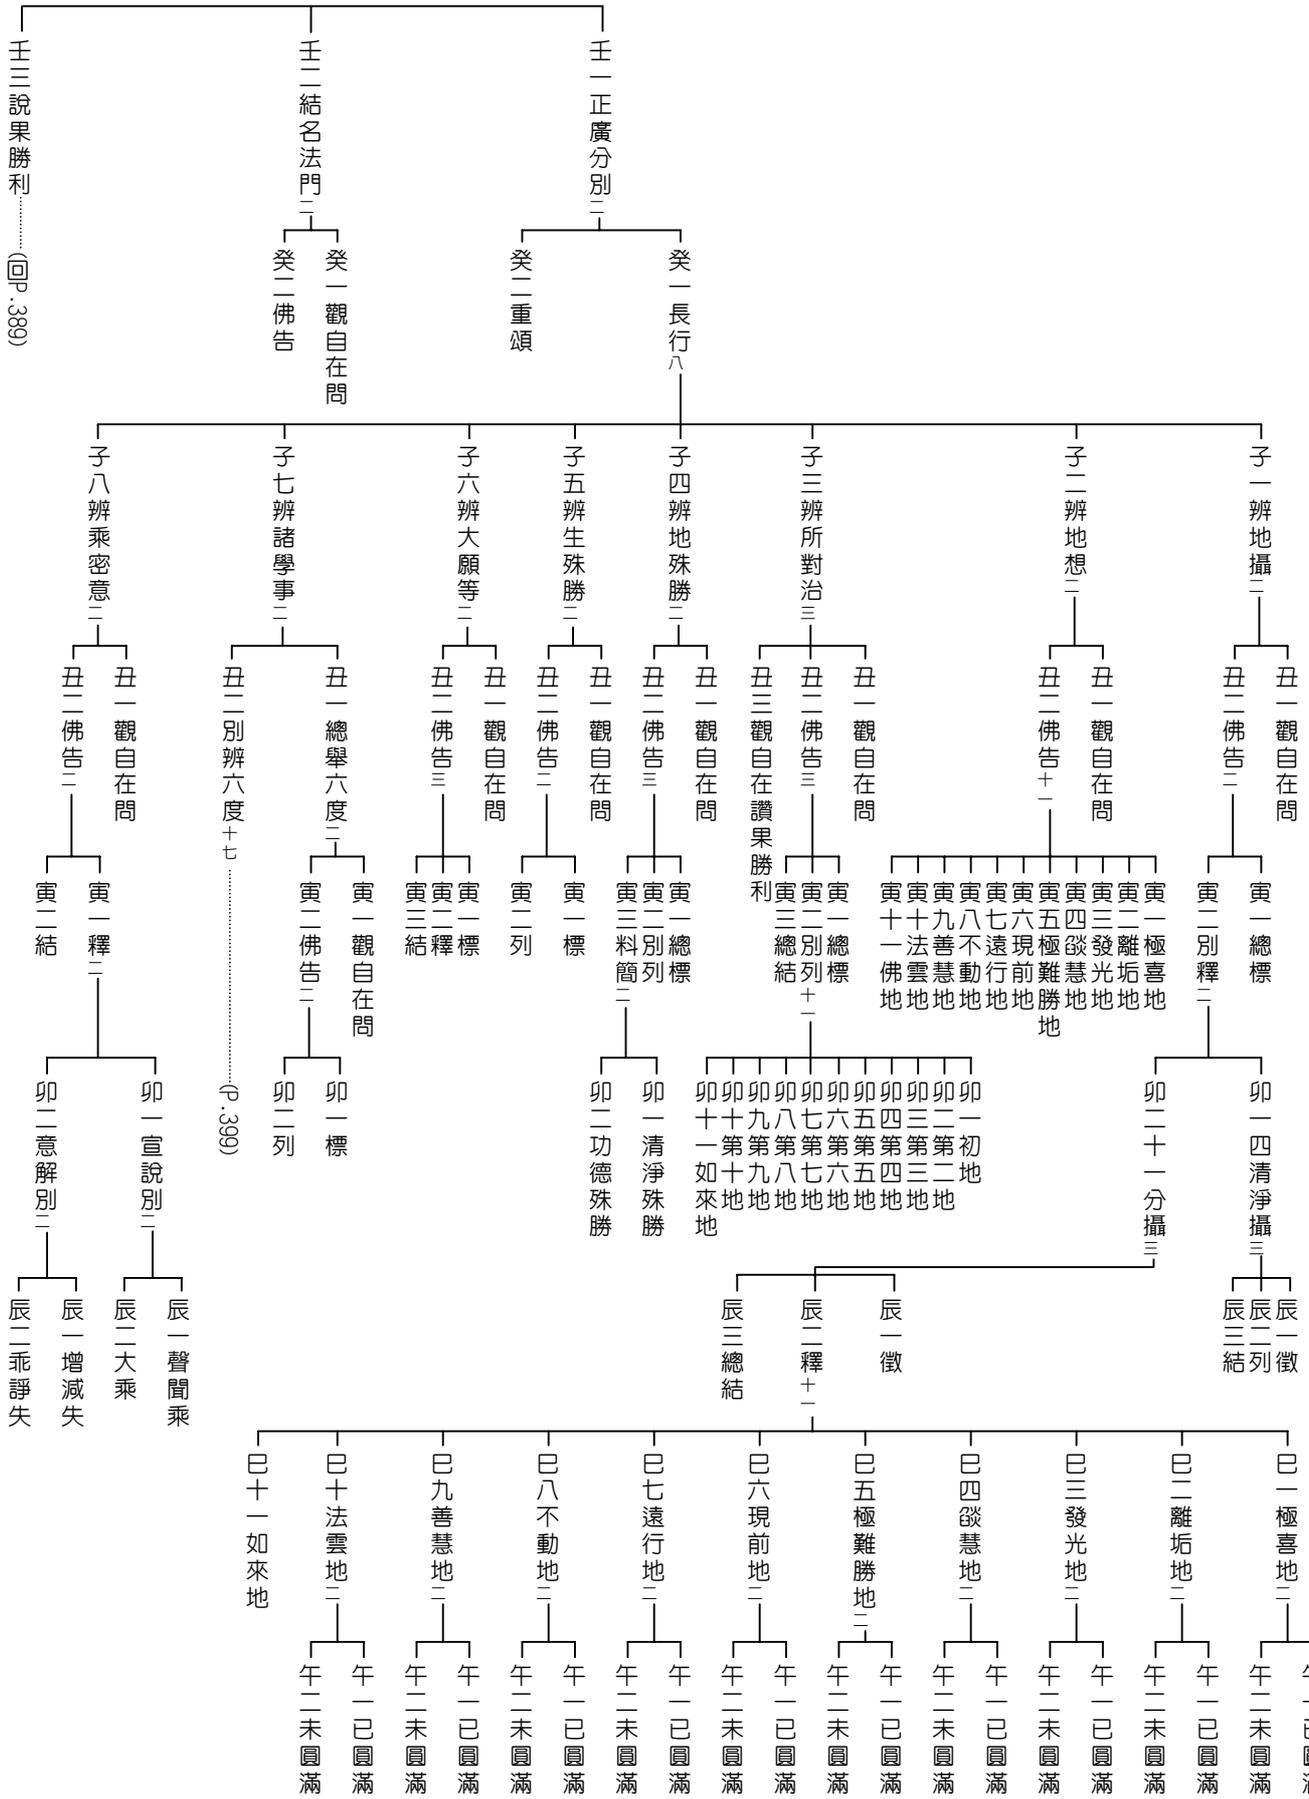 壬一正廣分別二
壬二結名法門二
壬三說果勝利………(回P.389)
癸一長行八
癸二重頌
癸一觀自在問
癸二佛告
子一辨地攝二
子二辨地想二
子三辨所對治三
子四辨地殊勝二
子五辨生殊勝二
子六辨大願等二
子七辨諸學事二
子八辨乘密意二
丑一觀自在問
丑二佛告二
丑一觀自在問
丑二佛告十一
丑一觀自在問
丑二佛告三
丑三觀自在讚果勝利
丑一觀自在問
丑二佛告三
丑一觀自在問
丑二佛告二
丑一觀自在問
丑二佛告三
丑一總舉六度二
丑二別辨六度十七………(P.399)
丑一觀自在問
丑二佛告二
寅一總標
寅二別釋二
寅一極喜地
寅二離垢地
寅三發光地
寅四燄慧地
寅五極難勝地
寅六現前地
寅七遠行地
寅八不動地
寅九善慧地
寅十法雲地
寅十一佛地
寅一總標
寅二別列十一
寅三總結
寅一總標
寅二別列
寅三料簡二
寅一標
寅二列
寅一標
寅二釋
寅三結
寅一觀自在問
寅二佛告二
寅一釋二
寅二結
卯一四清淨攝三
卯二十一分攝三
卯一初地
卯二第二地
卯三第三地
卯四第四地
卯五第五地
卯六第六地
卯七第七地
卯八第八地
卯九第九地
卯十第十地
卯十一如來地
卯一清淨殊勝
卯二功德殊勝
卯一標
卯二列
卯一宣說別二
卯二意解別二
辰一徵
辰二列
辰三結
辰一徵
辰二釋十一
辰三總結
辰一聲聞乘
辰二大乘
辰一增減失
辰二乖諍失
巳一極喜地二
巳二離垢地二
巳三發光地二
巳四燄慧地二
巳五極難勝地二
巳六現前地二
巳七遠行地二
巳八不動地二
巳九善慧地二
巳十法雲地二
巳十一如來地
午一已圓滿
午二未圓滿
午一已圓滿
午二未圓滿
午一已圓滿
午二未圓滿
午一已圓滿
午二未圓滿
午一已圓滿
午二未圓滿
午一已圓滿
午二未圓滿
午一已圓滿
午二未圓滿
午一已圓滿
午二未圓滿
午一已圓滿
午二未圓滿
午一已圓滿
午二未圓滿